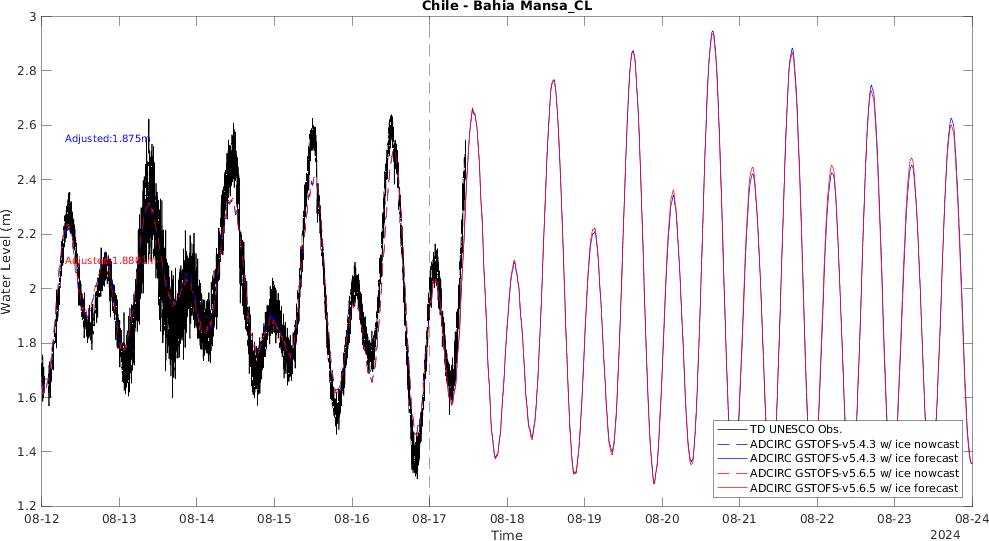 Chile - Bahia Mansa_CL
3
2.8
2.6
2.4
2.2
2
1.8
1.6
1.4
1.2
Water Level (m)
Adjusted:1.875m
TD UNESCO Obs.
ADCIRC GSTOFS-v5.4.3 w/ ice nowcast
ADCIRC GSTOFS-v5.4.3 w/ ice forecast
ADCIRC GSTOFS-v5.6.5 w/ ice nowcast
ADCIRC GSTOFS-v5.6.5 w/ ice forecast
08-12 08-13 08-14 08-15 08-16 08-17 08-18 08-19 08-20 08-21 08-22 08-23 08-24
Time
2024